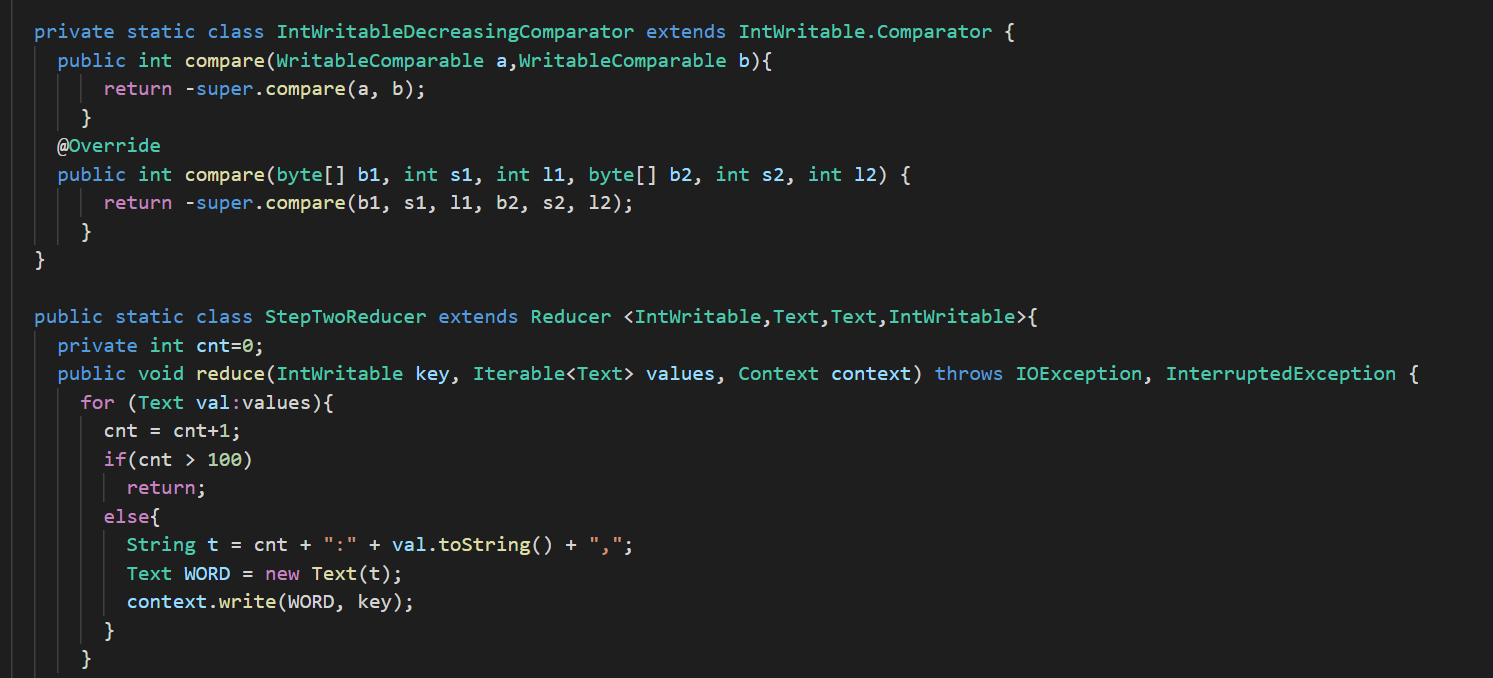 private static class IntWritableDecreasingComparator extends IntWritable.Comparator {
  public int compare(WritableComparable a,WritableComparable b){
      return -super.compare(a, b);
    }
  @Override
  public int compare(byte[] b1, int s1, int l1, byte[] b2, int s2, int l2) {
      return -super.compare(b1, s1, l1, b2, s2, l2);
    }
}

public static class StepTwoReducer extends Reducer <IntWritable,Text,Text,IntWritable>{
  private int cnt=0;
  public void reduce(IntWritable key, Iterable<Text> values, Context context) throws IOException, InterruptedException {
    for (Text val:values){
      cnt = cnt+1;
      if(cnt > 100)
        return;
      else{
        String t = cnt + ":" + val.toString() + ",";
        Text WORD = new Text(t);
        context.write(WORD, key);
      }
    }